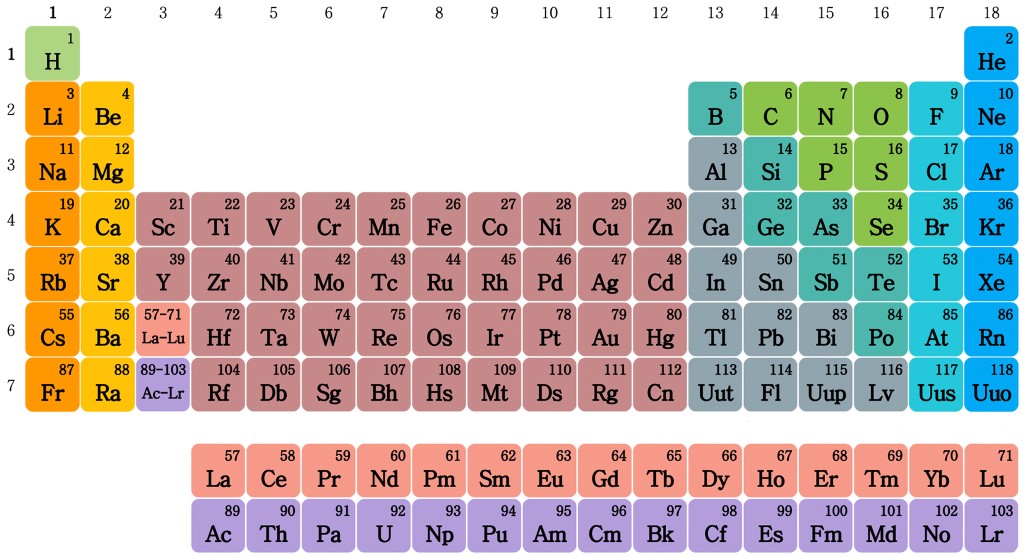 1 2 3 4 5 6 7 8 9 10 11 12 13 14 15 16 17 18
1 1 H 2 He
2 3 Li 4 Be 5 B 6 C 7 N 8 O 9 F 10 Ne
3 11 Na 12 Mg 13 Al 14 Si 15 P 16 S 17 Cl 18 Ar
4 19 K 20 Ca 21 Sc 22 Ti 23 V 24 Cr 25 Mn 26 Fe 27 Co 28 Ni 29 Cu 30 Zn 31 Ga 32 Ge 33 As 34 Se 35 Br 36 Kr
5 37 Rb 38 Sr 39 Y 40 Zr 41 Nb 42 Mo 43 Tc 44 Ru 45 Rh 46 Pd 47 Ag 48 Cd 49 In 50 Sn 51 Sb 52 Te 53 I 54 Xe
6 55 Cs 56 Ba 57-71 La-Lu 72 Hf 73 Ta 74 W 75 Re 76 Os 77 Ir 78 Pt 79 Au 80 Hg 81 Tl 82 Pb 83 Bi 84 Po 85 At 86 Rn
7 87 Fr 88 Ra 89-103 Ac-Lr 104 Rf 105 Db 106 Sg 107 Bh 108 Hs 109 Mt 110 Ds 111 Rg 112 Cn 113 Uut 114 Fl 115 Uup 116 Lv 117 Uus 118 Uuo
57 La 58 Ce 59 Pr 60 Nd 61 Pm 62 Sm 63 Eu 64 Gd 65 Tb 66 Dy 67 Ho 68 Er 69 Tm 70 Yb 71 Lu
89 Ac 90 Th 91 Pa 92 U 93 Np 94 Pu 95 Am 96 Cm 97 Bk 98 Cf 99 Es 100 Fm 101 Md 102 No 103 Lr